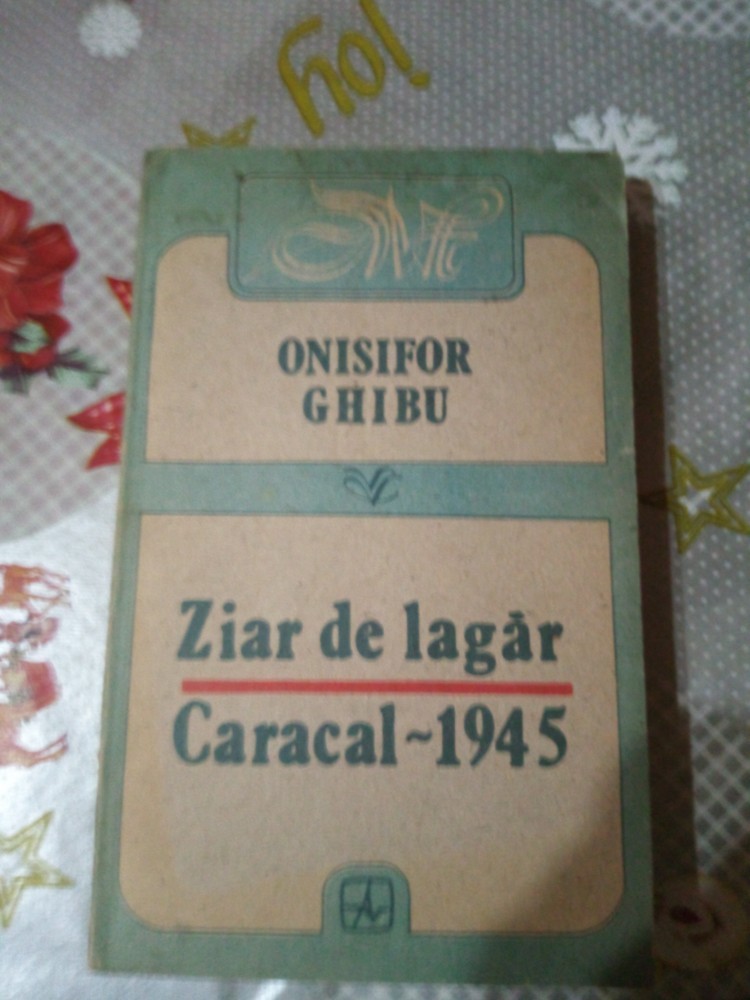 ho!
ONISIFOR
GHIBU
Ziar de lagăr
Caracal~1945